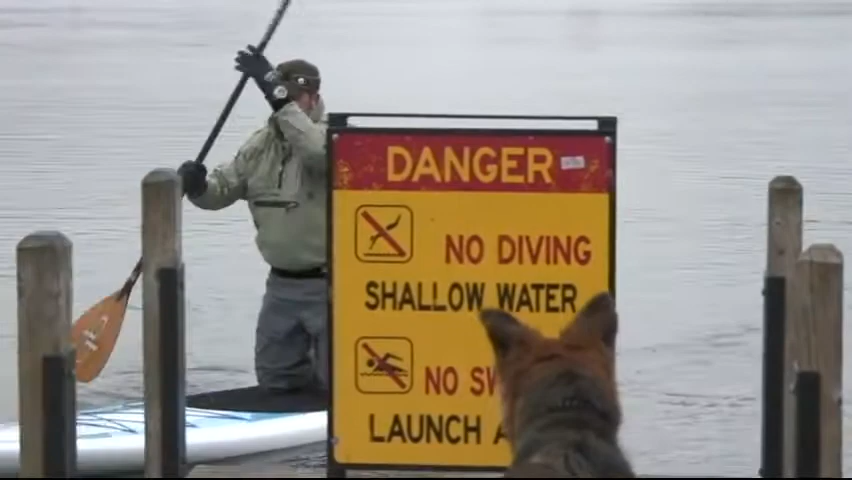 DANGER
NO DIVING
SHALLOW WATER
NO
LAUNCH